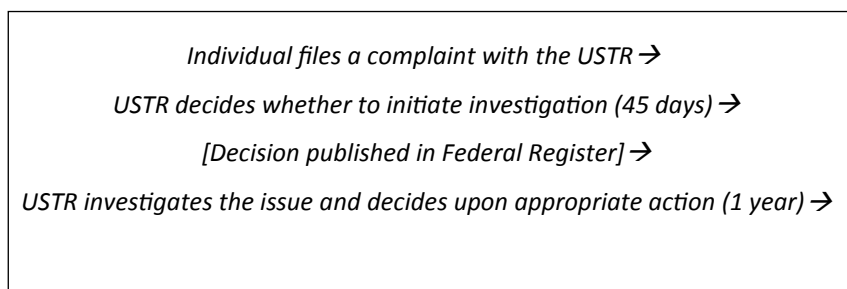 Individual files a complaint with the USTR →
USTR decides whether to initiate investigation (45 days) →
[Decision published in Federal Register] →
USTR investigates the issue and decides upon appropriate action (1 year) →